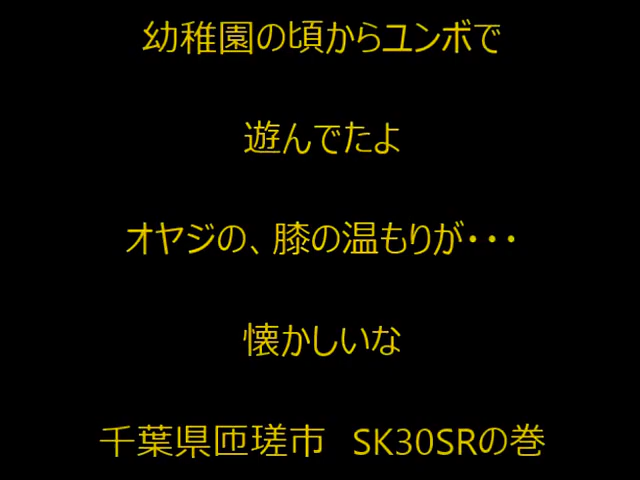 幼稚園の頃からユンボで
遊んでたよ
オヤジの、膝の温もりが・・・
懐かしいな
千葉県匝瑳市　SK30SRの巻